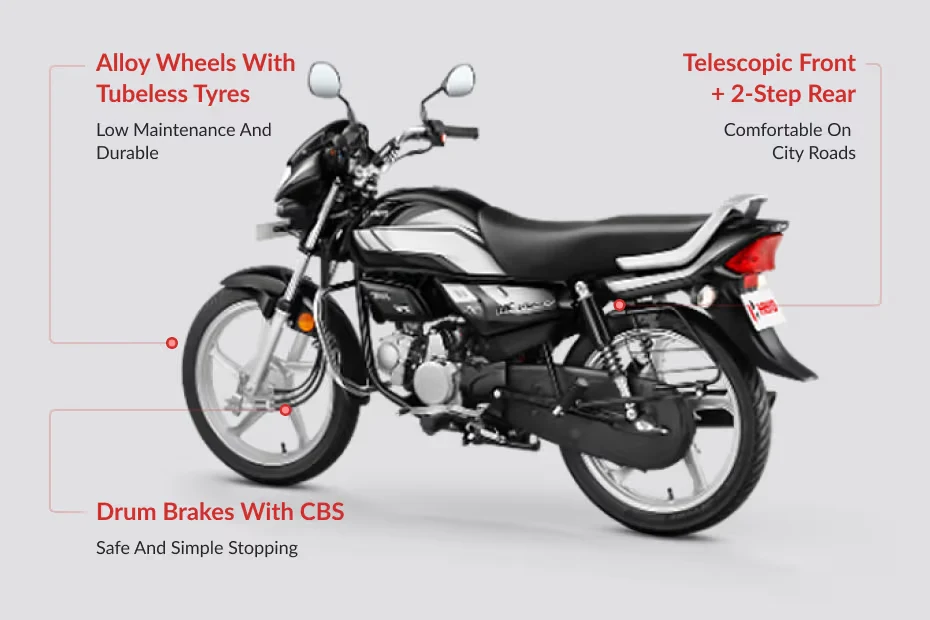 Alloy Wheels With
Tubeless Tyres
Low Maintenance And
Durable
Telescopic Front
+ 2-Step Rear
Comfortable On
City Roads
Drum Brakes With CBS
Safe And Simple Stopping